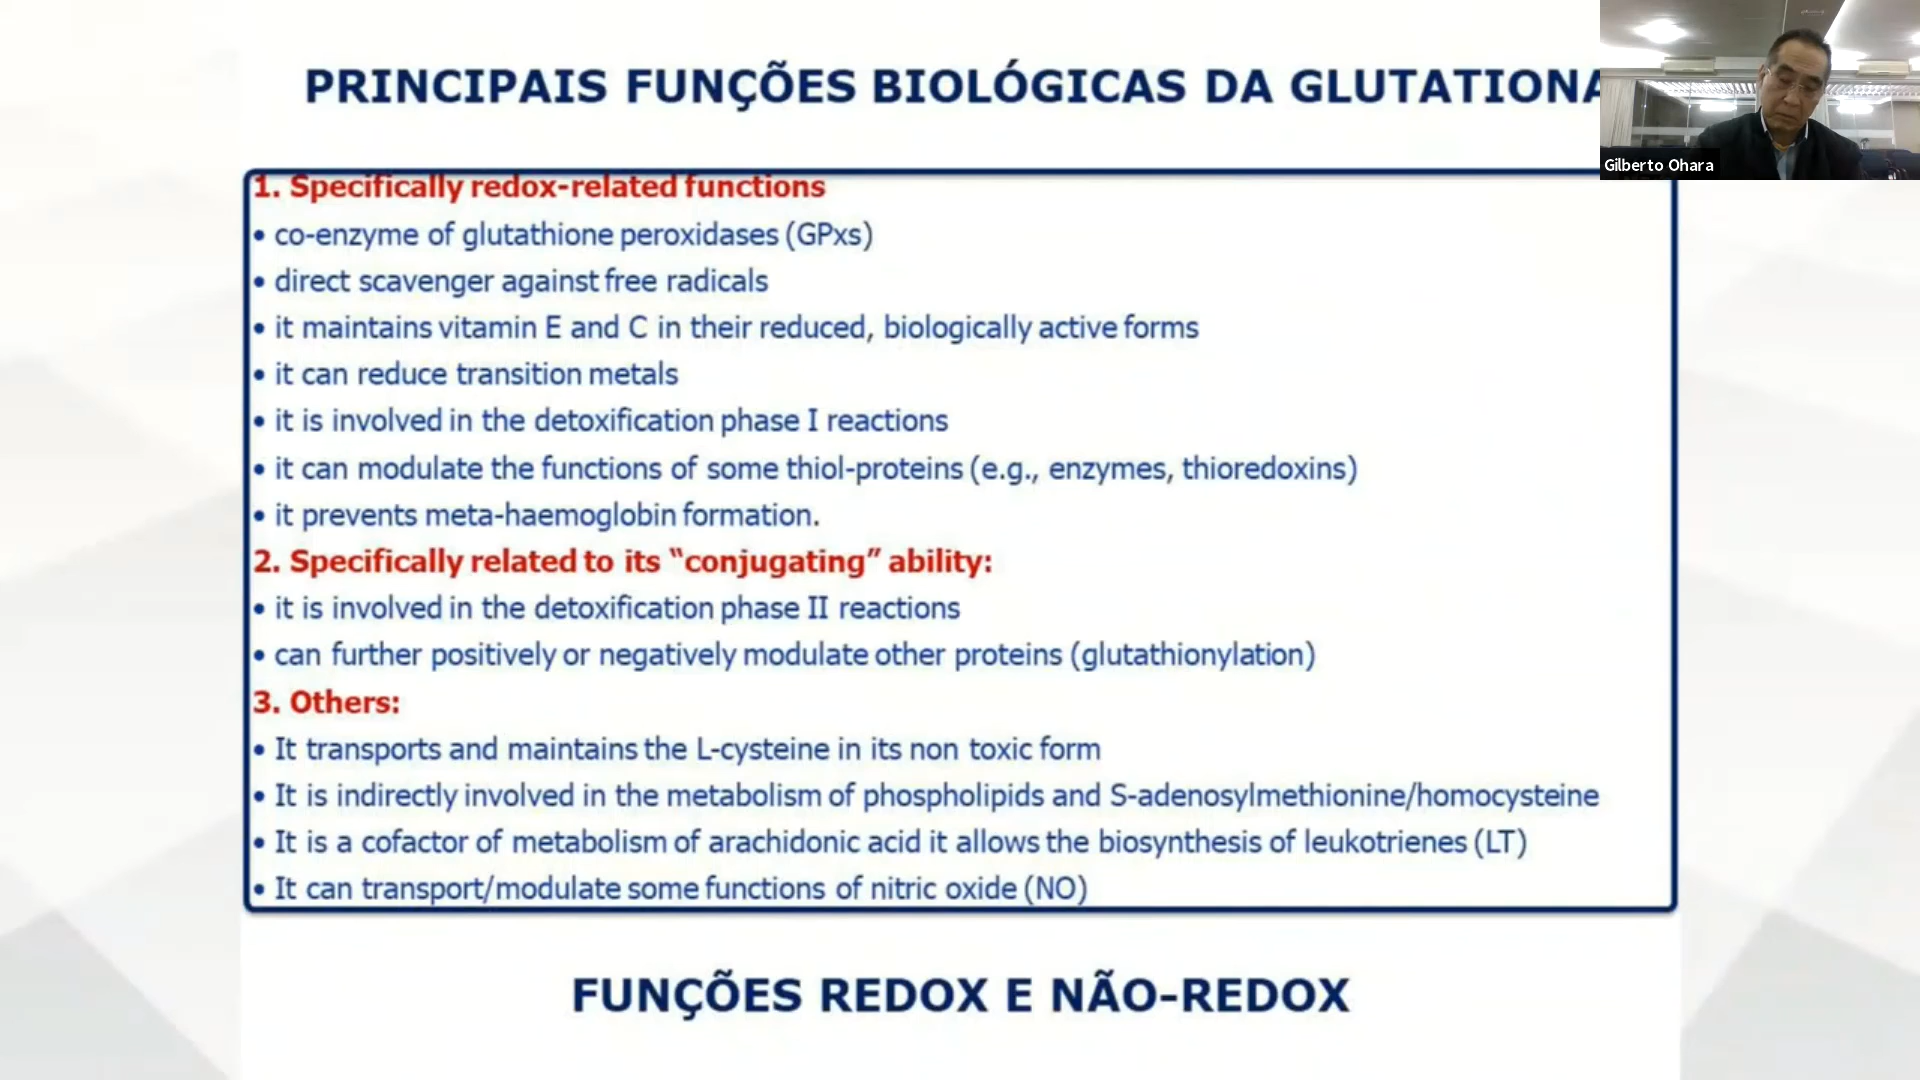 PRINCIPAIS FUNÇÕES BIOLÓGICAS DA GLUTATIONA
Gilberto Ohara
1. Specifically redox-related functions
• co-enzyme of glutathione peroxidases (GPxs)
• direct scavenger against free radicals
• it maintains vitamin E and C in their reduced, biologically active forms
• it can reduce transition metals
• it is involved in the detoxification phase I reactions
• it can modulate the functions of some thiol-proteins (e.g., enzymes, thioredoxins)
• it prevents meta-haemoglobin formation.
2. Specifically related to its “conjugating” ability:
• it is involved in the detoxification phase II reactions
• can further positively or negatively modulate other proteins (glutathionylation)
3. Others:
• It transports and maintains the L-cysteine in its non toxic form
• It is indirectly involved in the metabolism of phospholipids and S-adenosylmethionine/homocysteine
• It is a cofactor of metabolism of arachidonic acid it allows the biosynthesis of leukotrienes (LT)
• It can transport/modulate some functions of nitric oxide (NO)
FUNÇÕES REDOX E NÃO-REDOX